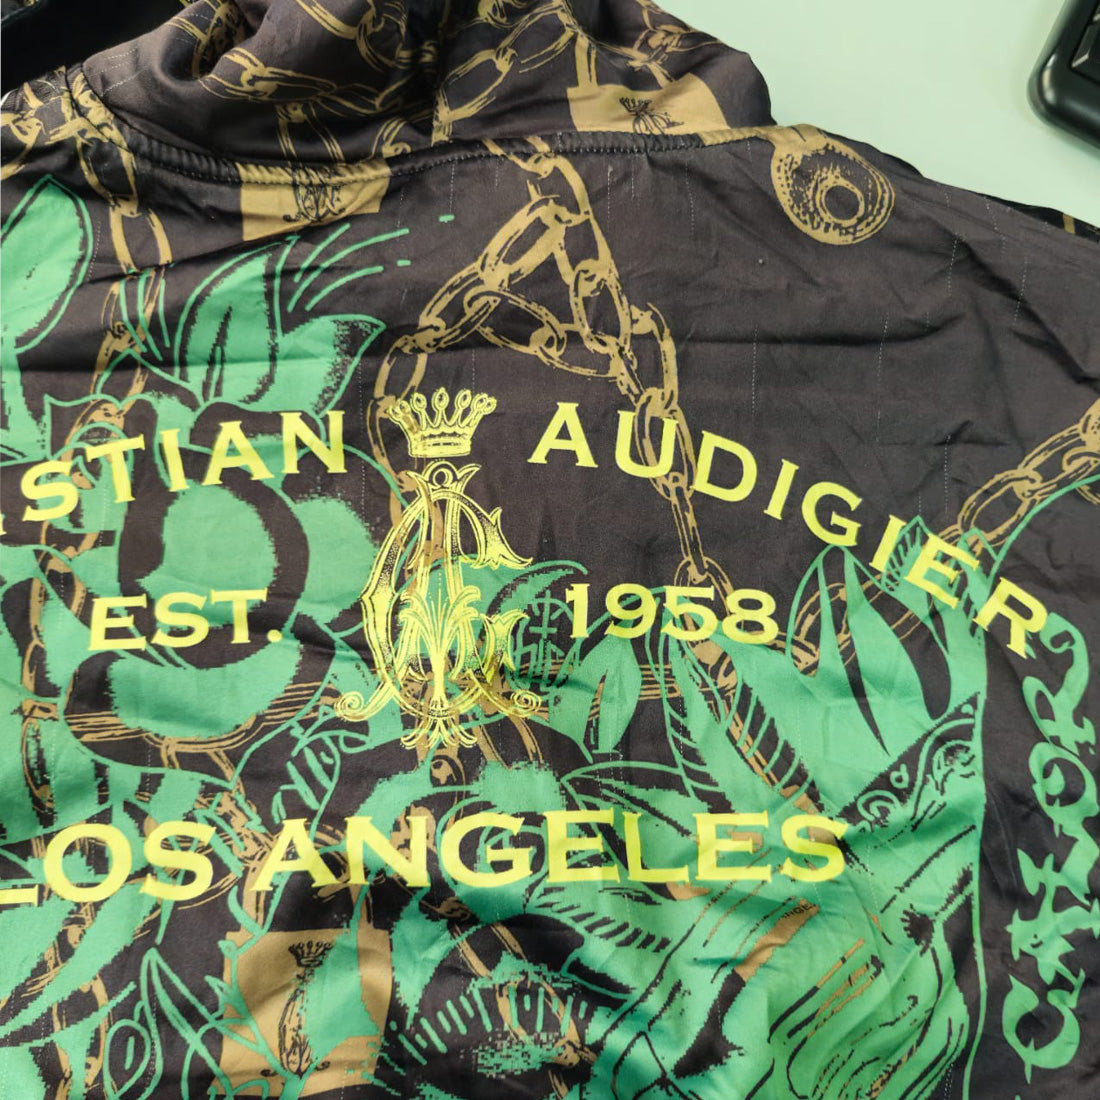 STIAN AUDIGIER
EST. 1958
LOS ANGELES